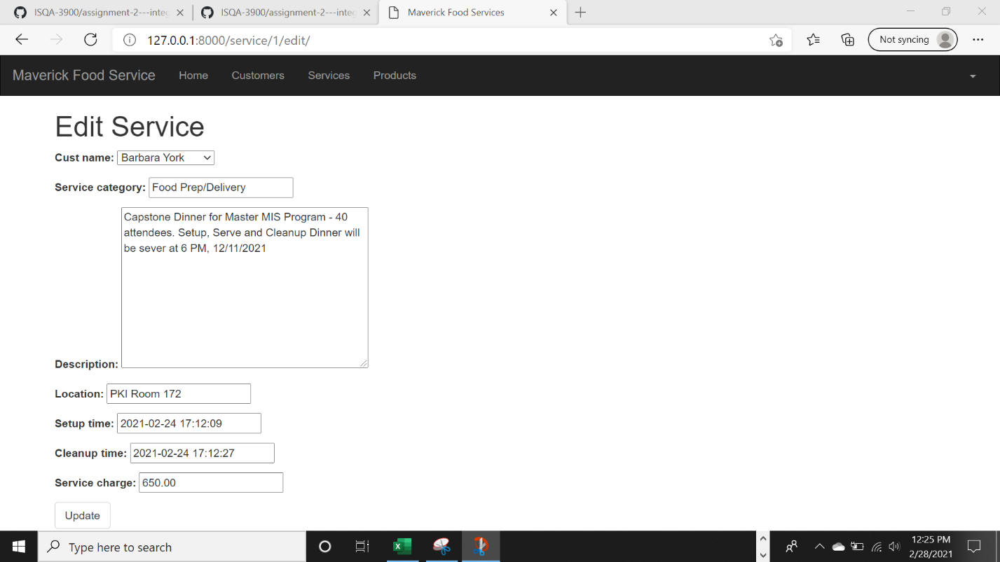 ISQA-3900/assignment-2---integ
ISQA-3900/assignment-2---integ
Maverick Food Services
127.0.0.1:8000/service/1/edit/
Not syncing
Maverick Food Service
Home
Customers
Services
Products
Edit Service
Cust name: Barbara York
Service category: Food Prep/Delivery
Capstone Dinner for Master MIS Program - 40
attendees. Setup, Serve and Cleanup Dinner will
be sever at 6 PM, 12/11/2021
Description:
Location: PKI Room 172
Setup time: 2021-02-24 17:12:09
Cleanup time: 2021-02-24 17:12:27
Service charge: 650.00
Update
Type here to search
12:25 PM
2/28/2021